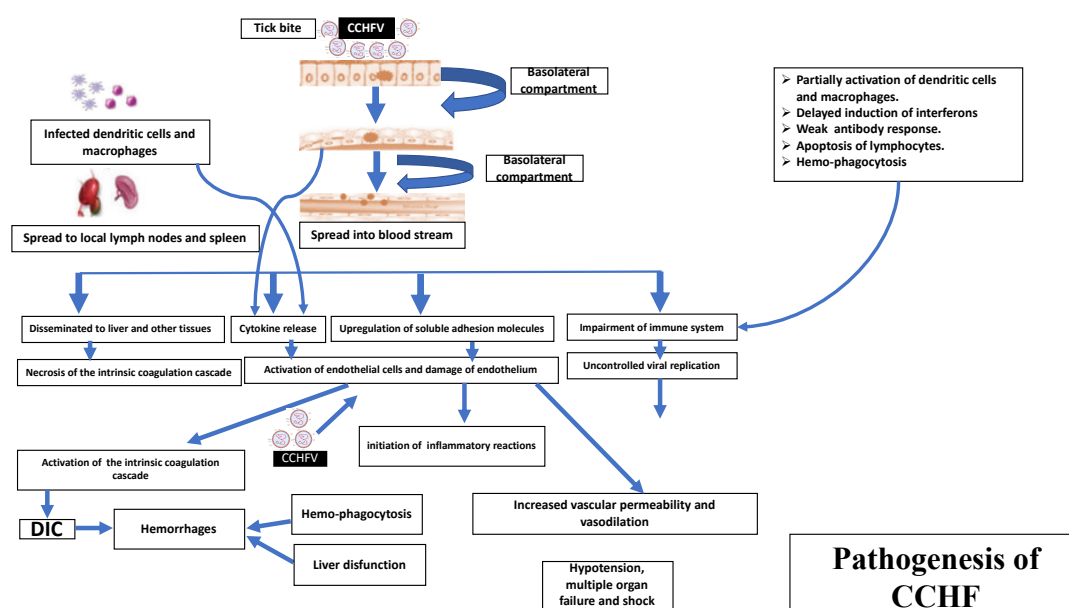 Tick bite
CCHFV
Basolateral
compartment
Infected dendritic cells and
macrophages
Basolateral
compartment
Spread to local lymph nodes and spleen
Spread into blood stream
➢ Partially activation of dendritic cells
and macrophages.
➢ Delayed induction of interferons
➢ Weak antibody response.
➢ Apoptosis of lymphocytes.
➢ Hemo-phagocytosis
Disseminated to liver and other tissues
Cytokine release
Upregulation of soluble adhesion molecules
Impairment of immune system
Necrosis of the intrinsic coagulation cascade
Activation of endothelial cells and damage of endothelium
Uncontrolled viral replication
CCHFV
initiation of inflammatory reactions
Activation of the intrinsic coagulation
cascade
DIC
Hemorrhages
Hemo-phagocytosis
Liver disfunction
Increased vascular permeability and
vasodilation
Hypotension,
multiple organ
failure and shock
Pathogenesis of
CCHF